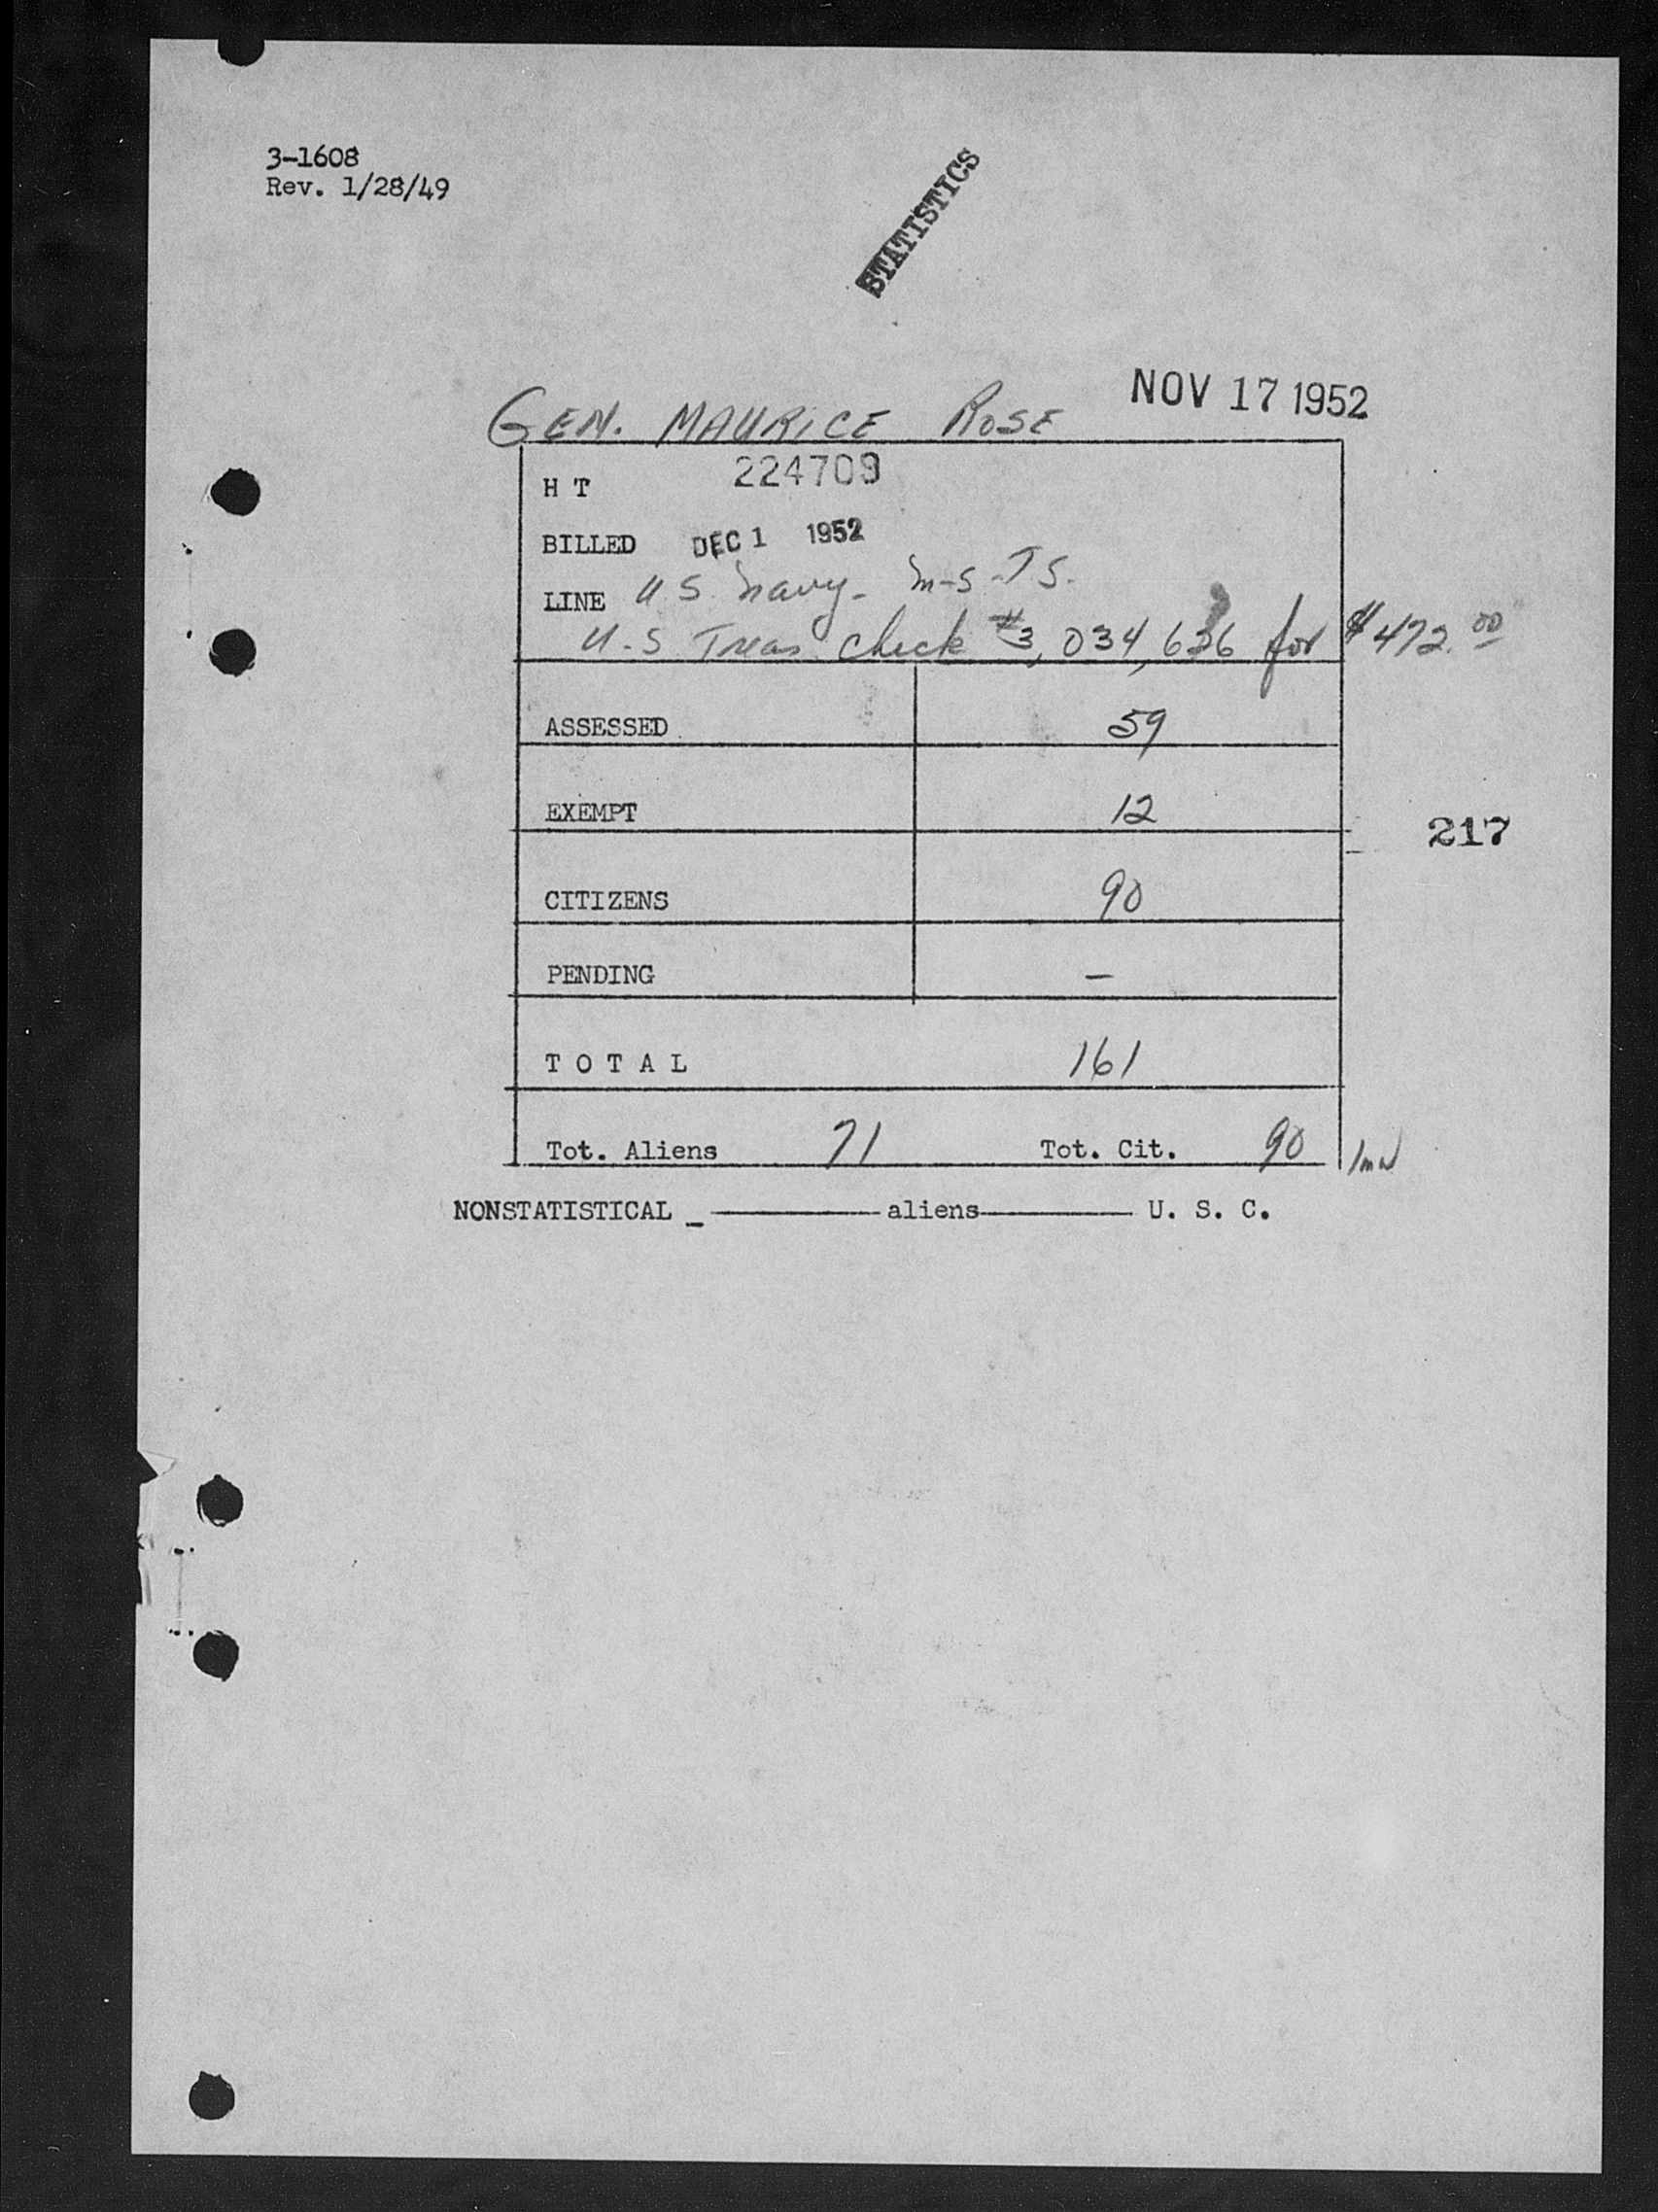 3-1608
Rev. 1/28/49
STATISTICS
NOV 17 1952
GEN. MAURICE ROSE
H T 224709
BILLED DEC 1 1952
LINE U S Navy - M-S-TS.
U.S Treas. check #3,034,636 for $472.00
ASSESSED 59
EXEMPT 12
217
CITIZENS 90
PENDING —
TOTAL 161
Tot. Aliens 71 Tot. Cit. 90
NONSTATISTICAL _ ———— aliens ———— U. S. C.